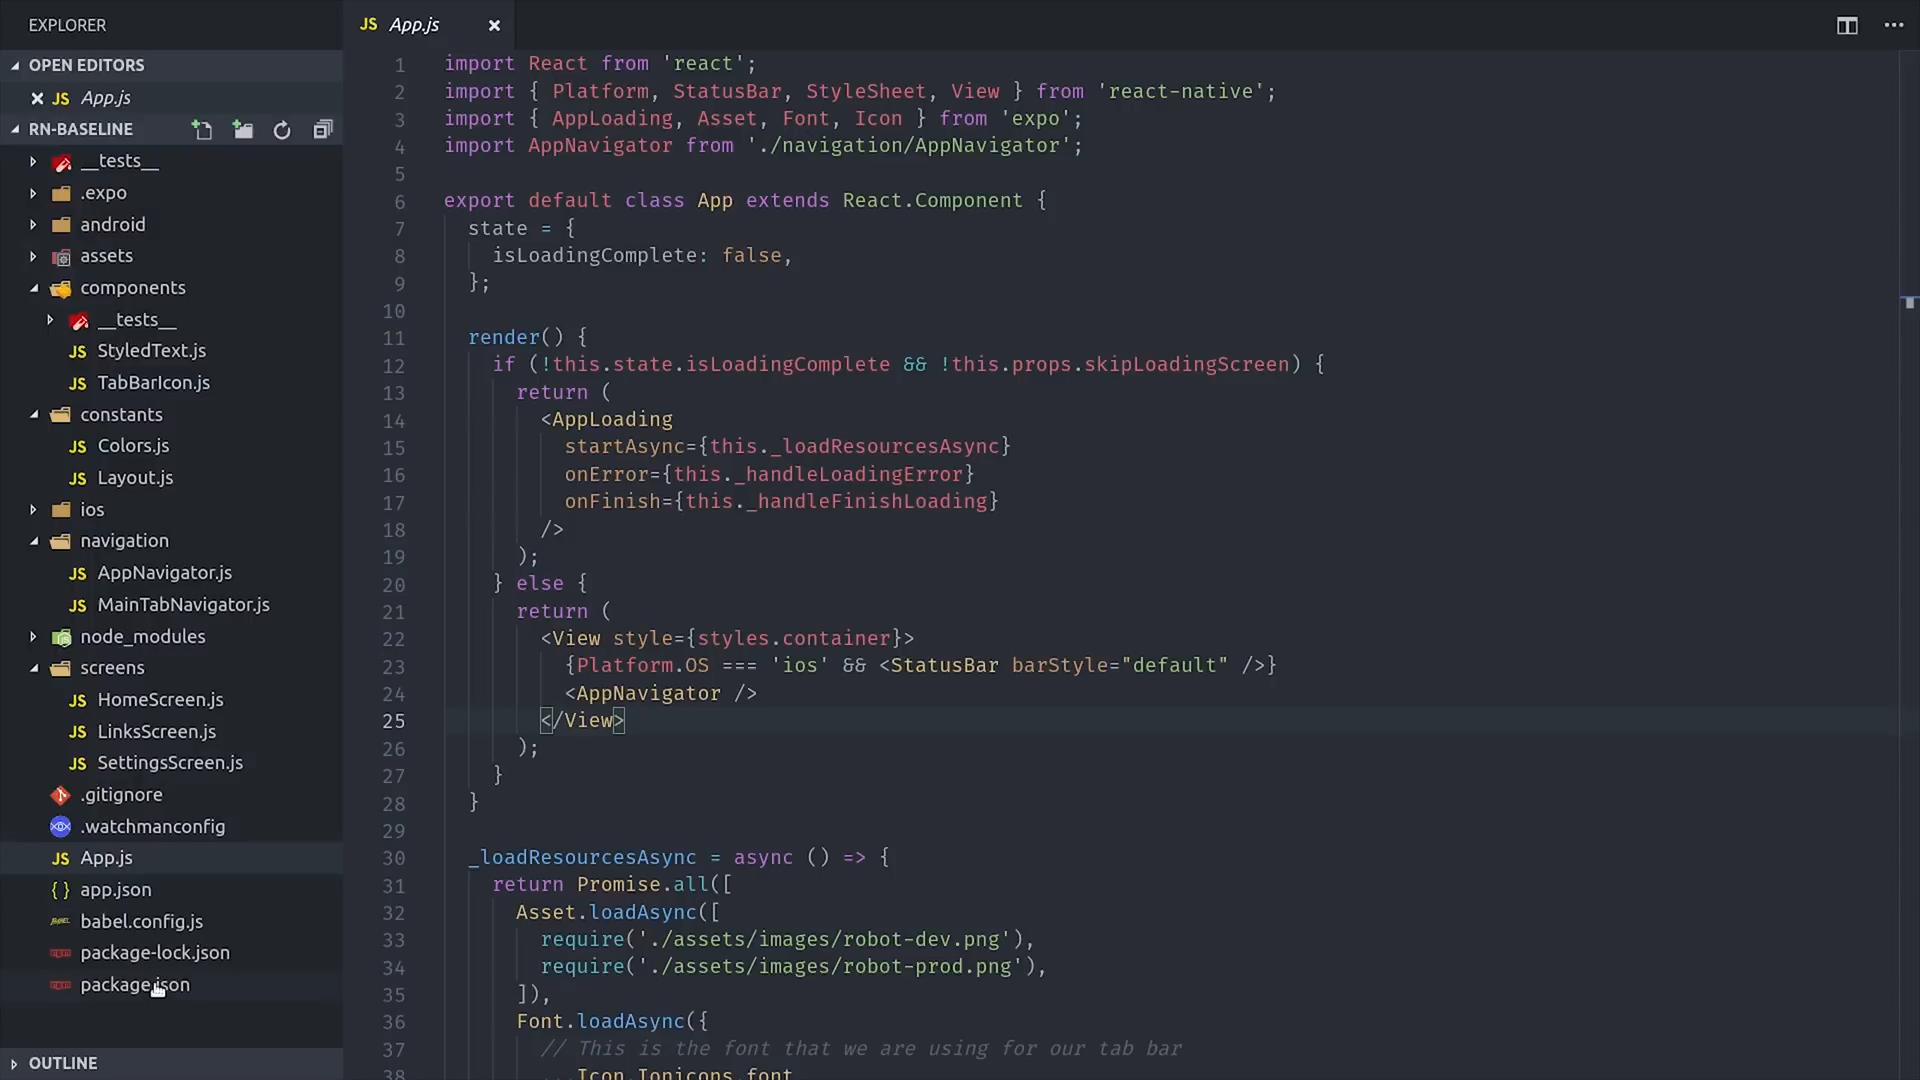 EXPLORER
OPEN EDITORS
JS App.js
RN-BASELINE
__tests__
.expo
android
assets
components
__tests__
JS StyledText.js
JS TabBarIcon.js
constants
JS Colors.js
JS Layout.js
ios
navigation
JS AppNavigator.js
JS MainTabNavigator.js
node_modules
screens
JS HomeScreen.js
JS LinksScreen.js
JS SettingsScreen.js
.gitignore
.watchmanconfig
JS App.js
{ } app.json
babel.config.js
package-lock.json
package.json
OUTLINE
JS App.js
1 import React from 'react';
2 import { Platform, StatusBar, StyleSheet, View } from 'react-native';
3 import { AppLoading, Asset, Font, Icon } from 'expo';
4 import AppNavigator from './navigation/AppNavigator';
5
6 export default class App extends React.Component {
7 state = {
8 isLoadingComplete: false,
9 };
10
11 render() {
12 if (!this.state.isLoadingComplete && !this.props.skipLoadingScreen) {
13 return (
14 <AppLoading
15 startAsync={this._loadResourcesAsync}
16 onError={this._handleLoadingError}
17 onFinish={this._handleFinishLoading}
18 />
19 );
20 } else {
21 return (
22 <View style={styles.container}>
23 {Platform.OS === 'ios' && <StatusBar barStyle="default" />}
24 <AppNavigator />
25 </View>
26 );
27 }
28 }
29
30 _loadResourcesAsync = async () => {
31 return Promise.all([
32 Asset.loadAsync([
33 require('./assets/images/robot-dev.png'),
34 require('./assets/images/robot-prod.png'),
35 ]),
36 Font.loadAsync({
37 // This is the font that we are using for our tab bar
38 ...Icon.Ionicons.font,